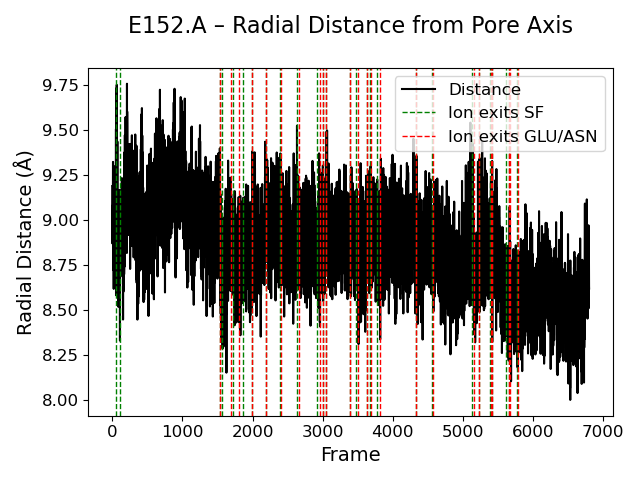 E152.A – Radial Distance from Pore Axis
Radial Distance (Å)
9.75
9.50
9.25
9.00
8.75
8.50
8.25
8.00
Distance
Ion exits SF
Ion exits GLU/ASN
0 1000 2000 3000 4000 5000 6000 7000
Frame